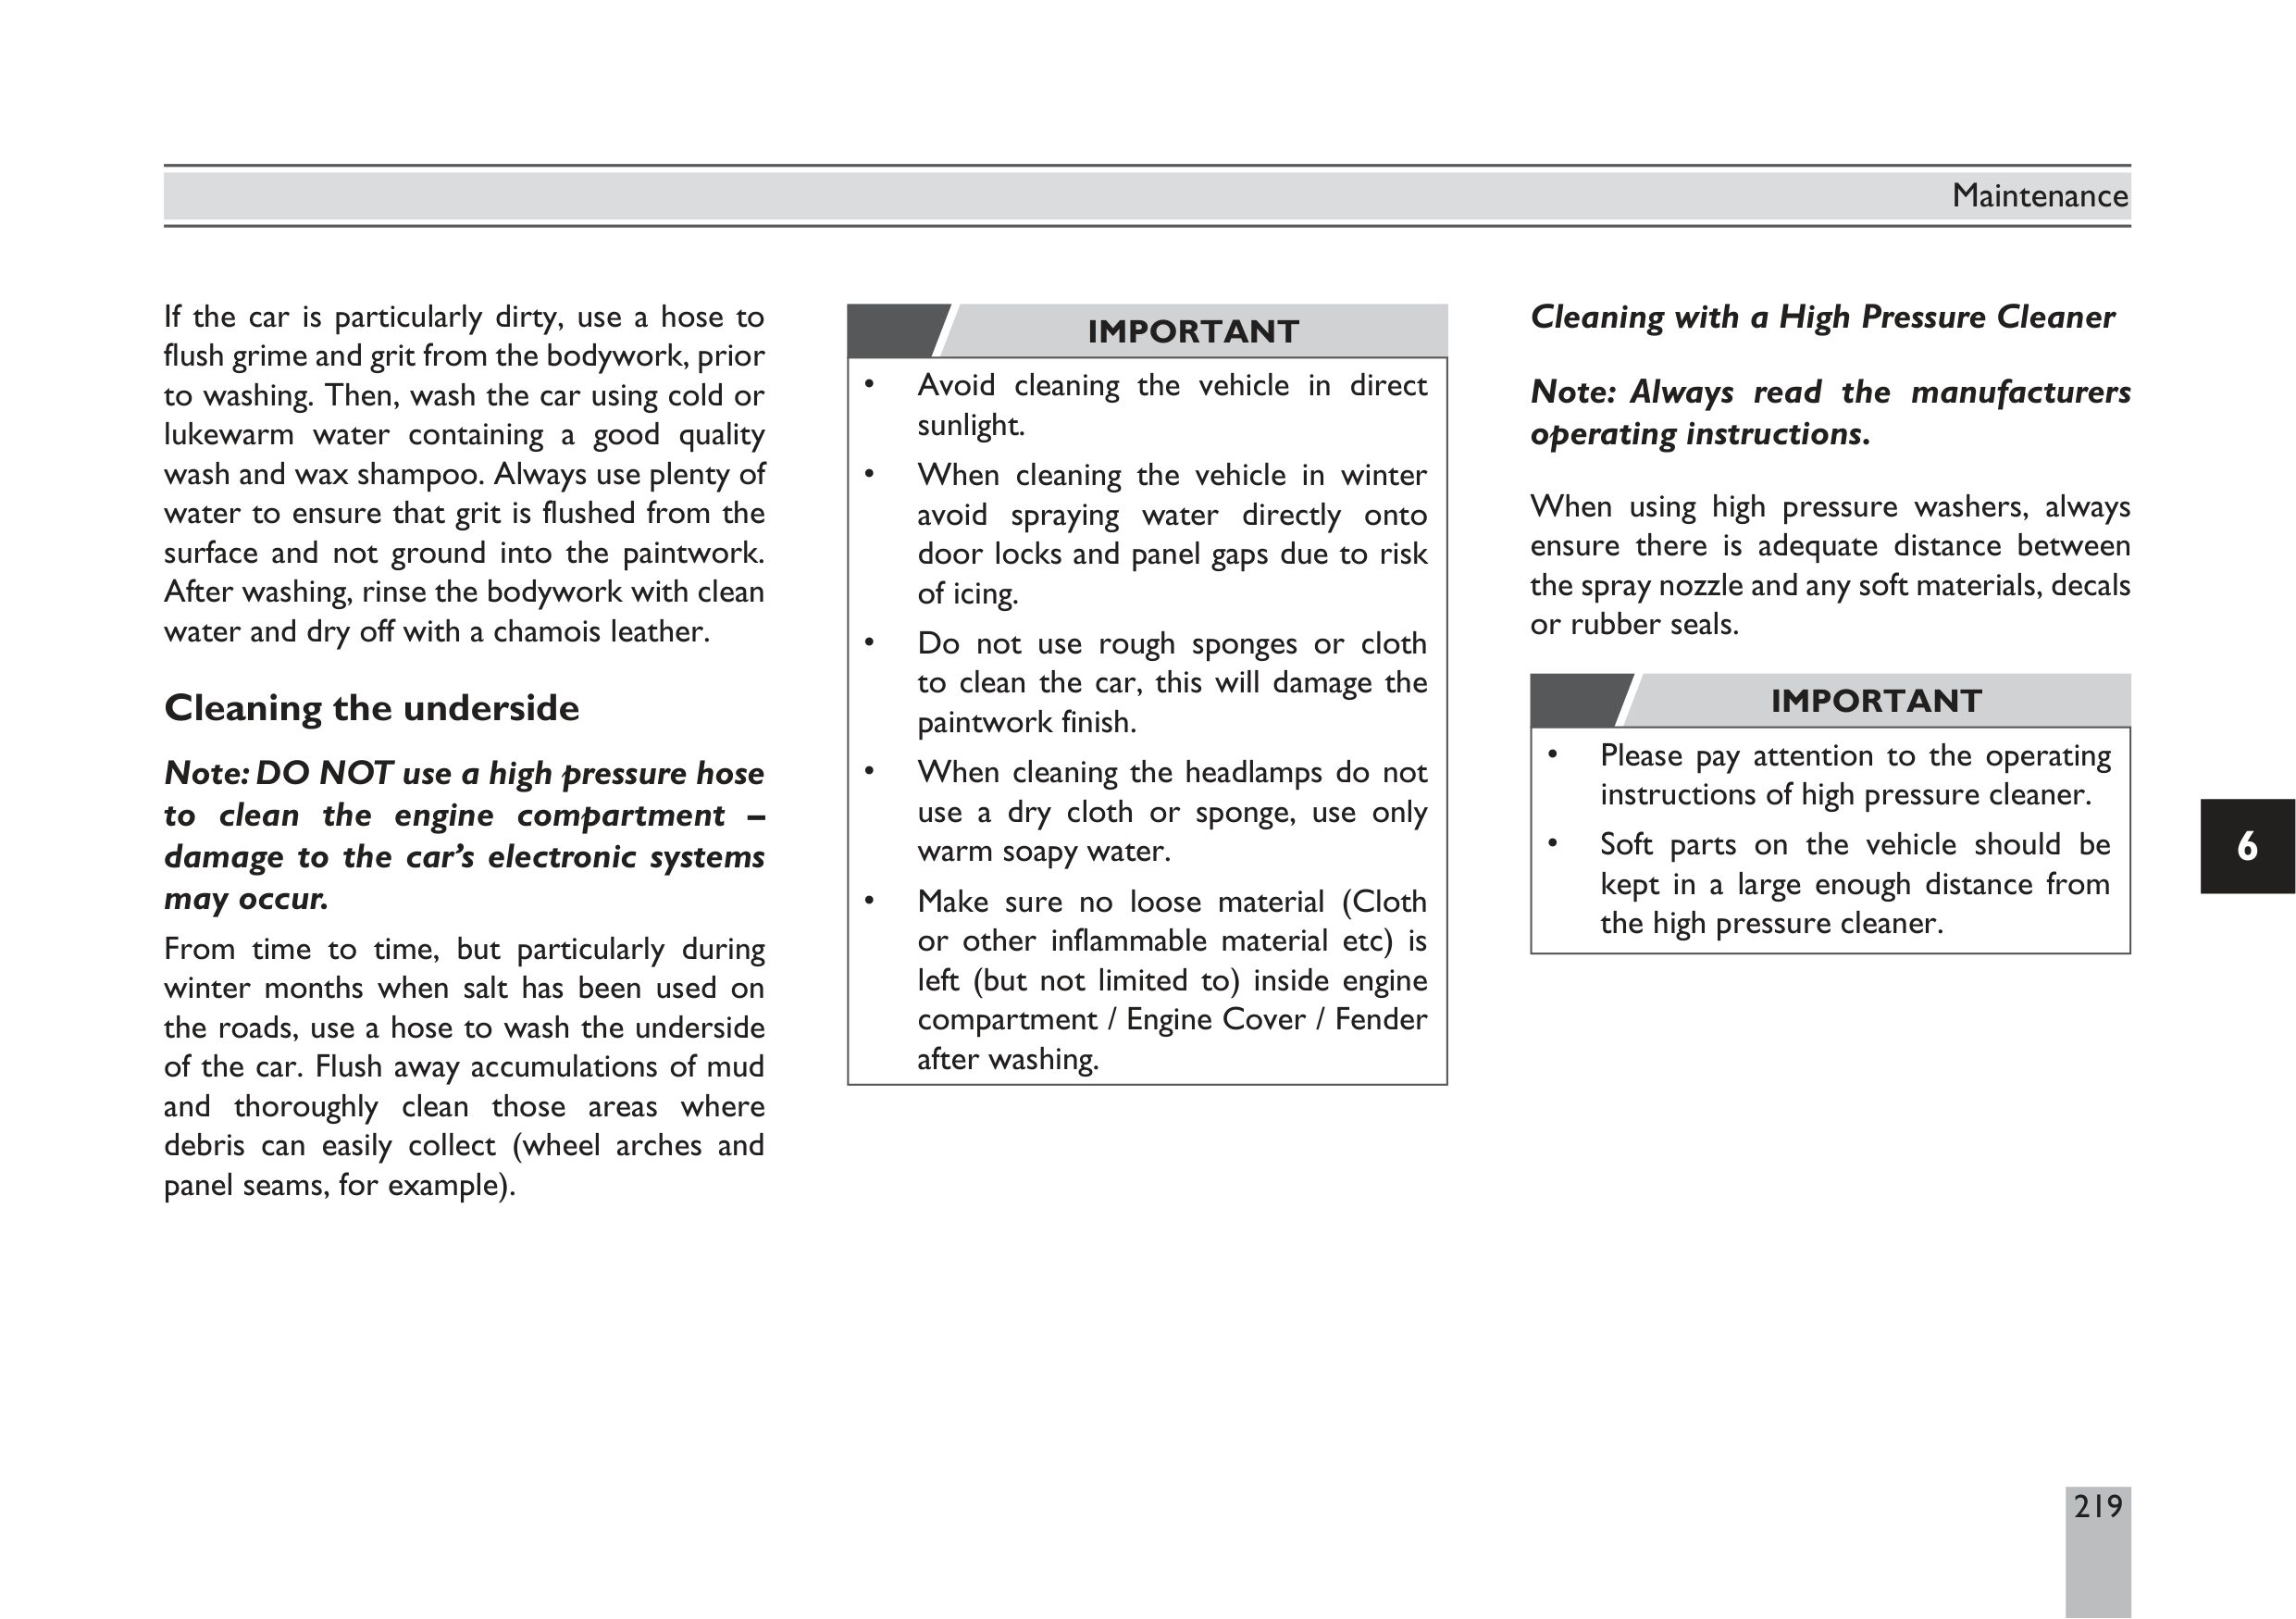 Maintenance
If the car is particularly dirty, use a hose to
flush grime and grit from the bodywork, prior
to washing. Then, wash the car using cold or
lukewarm water containing a good quality
wash and wax shampoo. Always use plenty of
water to ensure that grit is flushed from the
surface and not ground into the paintwork.
After washing, rinse the bodywork with clean
water and dry off with a chamois leather.
Cleaning the underside
Note: DO NOT use a high pressure hose
to clean the engine compartment –
damage to the car’s electronic systems
may occur.
From time to time, but particularly during
winter months when salt has been used on
the roads, use a hose to wash the underside
of the car. Flush away accumulations of mud
and thoroughly clean those areas where
debris can easily collect (wheel arches and
panel seams, for example).
IMPORTANT
• Avoid cleaning the vehicle in direct
sunlight.
• When cleaning the vehicle in winter
avoid spraying water directly onto
door locks and panel gaps due to risk
of icing.
• Do not use rough sponges or cloth
to clean the car, this will damage the
paintwork finish.
• When cleaning the headlamps do not
use a dry cloth or sponge, use only
warm soapy water.
• Make sure no loose material (Cloth
or other inflammable material etc) is
left (but not limited to) inside engine
compartment / Engine Cover / Fender
after washing.
Cleaning with a High Pressure Cleaner
Note: Always read the manufacturers
operating instructions.
When using high pressure washers, always
ensure there is adequate distance between
the spray nozzle and any soft materials, decals
or rubber seals.
IMPORTANT
• Please pay attention to the operating
instructions of high pressure cleaner.
• Soft parts on the vehicle should be
kept in a large enough distance from
the high pressure cleaner.
6
219